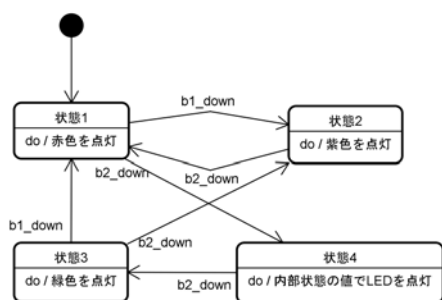 状態1
do / 赤色を点灯
b1_down
状態2
do / 紫色を点灯
b2_down
b2_down
b1_down
b2_down
状態3
do / 緑色を点灯
b2_down
状態4
do / 内部状態の値でLEDを点灯